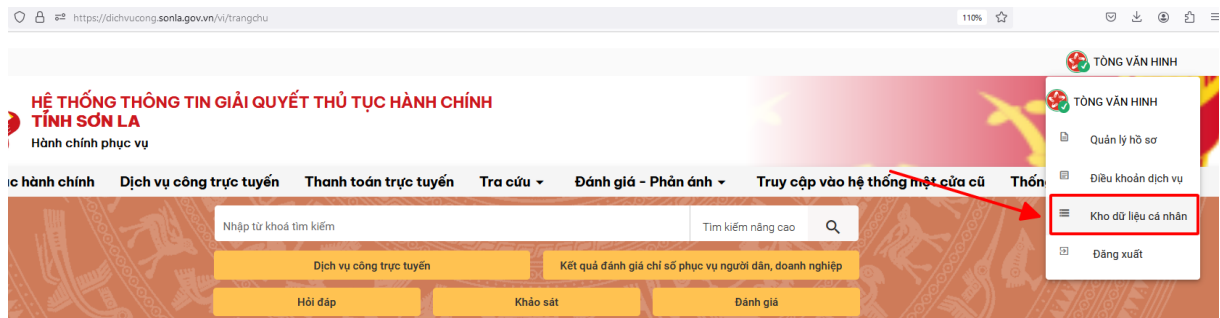 https://dichvucong.sonla.gov.vn/vi/trangchu
110%
TÒNG VĂN HINH
HỆ THỐNG THÔNG TIN GIẢI QUYẾT THỦ TỤC HÀNH CHÍNH
TỈNH SƠN LA
Hành chính phục vụ
TÒNG VĂN HINH
Quản lý hồ sơ
Điều khoản dịch vụ
Kho dữ liệu cá nhân
Đăng xuất
hành chính Dịch vụ công trực tuyến Thanh toán trực tuyến Tra cứu Đánh giá - Phản ánh Truy cập vào hệ thống một cửa cũ Thống
Nhập từ khoá tìm kiếm Tìm kiếm nâng cao
Dịch vụ công trực tuyến Kết quả đánh giá chỉ số phục vụ người dân, doanh nghiệp
Hỏi đáp Khảo sát Đánh giá